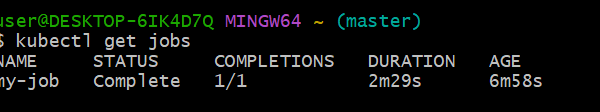 user@DESKTOP-6IK4D7Q MINGW64 ~ (master)
$ kubectl get jobs
NAME STATUS COMPLETIONS DURATION AGE
my-job Complete 1/1 2m29s 6m58s